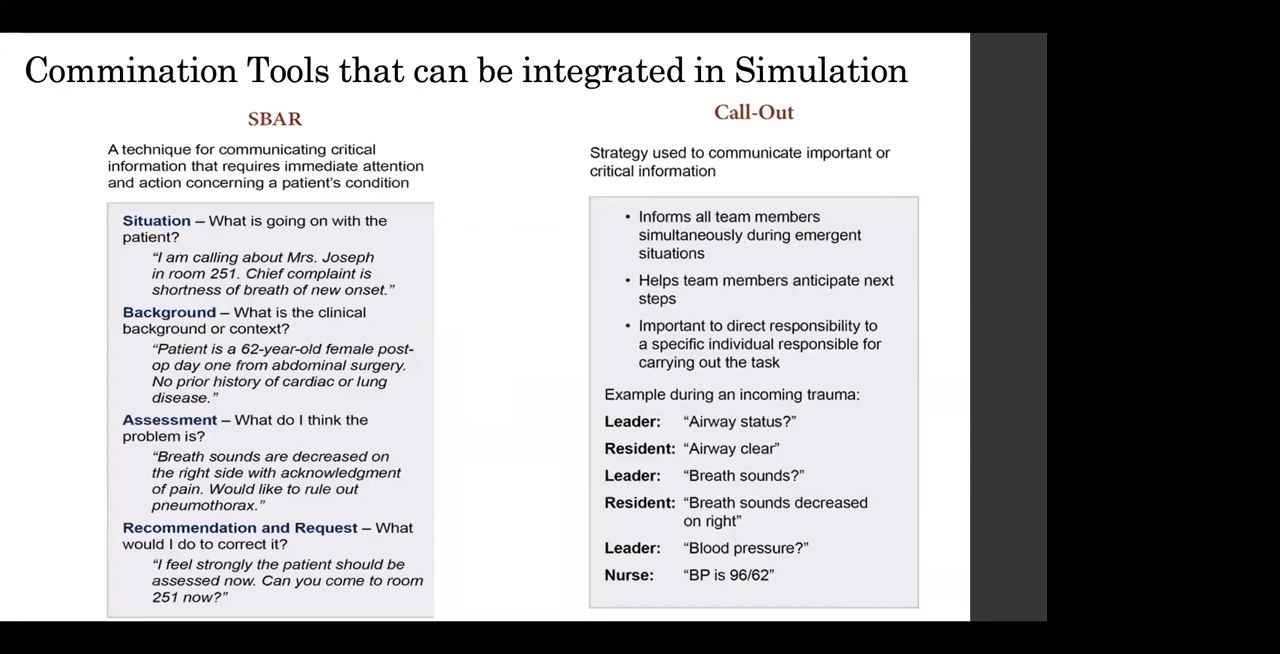 Commination Tools that can be integrated in Simulation
SBAR
A technique for communicating critical
information that requires immediate attention
and action concerning a patient's condition
Situation – What is going on with the
patient?
“I am calling about Mrs. Joseph
in room 251. Chief complaint is
shortness of breath of new onset.”
Background – What is the clinical
background or context?
“Patient is a 62-year-old female post-
op day one from abdominal surgery.
No prior history of cardiac or lung
disease.”
Assessment – What do I think the
problem is?
“Breath sounds are decreased on
the right side with acknowledgment
of pain. Would like to rule out
pneumothorax.”
Recommendation and Request – What
would I do to correct it?
“I feel strongly the patient should be
assessed now. Can you come to room
251 now?”
Call-Out
Strategy used to communicate important or
critical information
• Informs all team members
simultaneously during emergent
situations
• Helps team members anticipate next
steps
• Important to direct responsibility to
a specific individual responsible for
carrying out the task
Example during an incoming trauma:
Leader: “Airway status?”
Resident: “Airway clear”
Leader: “Breath sounds?”
Resident: “Breath sounds decreased
on right”
Leader: “Blood pressure?”
Nurse: “BP is 96/62”